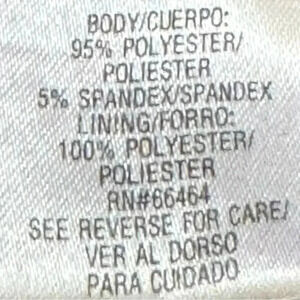 BODY/CUERPO:
95% POLYESTER/
POLIESTER
5% SPANDEX/SPANDEX
LINING/FORRO:
100% POLYESTER/
POLIESTER
RN#66464
SEE REVERSE FOR CARE/
VER AL DORSO
PARA CUIDADO